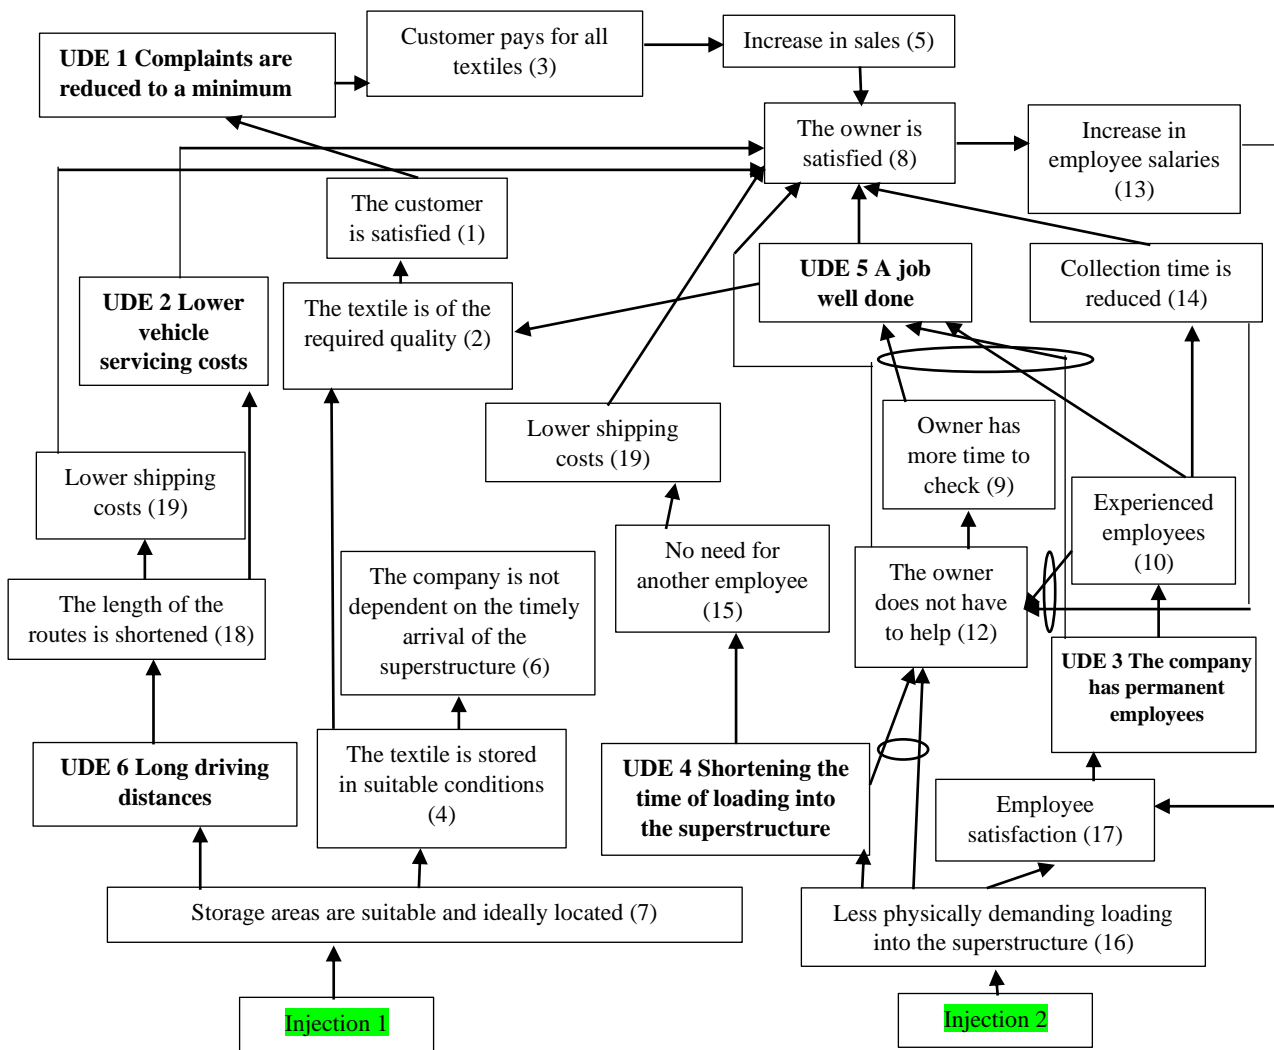 UDE 1 Complaints are
reduced to a minimum
Customer pays for all
textiles (3)
Increase in sales (5)
The owner is
satisfied (8)
Increase in
employee salaries
(13)
The customer
is satisfied (1)
UDE 2 Lower
vehicle
servicing costs
The textile is of the
required quality (2)
UDE 5 A job
well done
Collection time is
reduced (14)
Lower shipping
costs (19)
Lower shipping
costs (19)
Owner has
more time to
check (9)
Experienced
employees
(10)
The length of the
routes is shortened (18)
The company is not
dependent on the timely
arrival of the
superstructure (6)
No need for
another employee
(15)
The owner
does not have
to help (12)
UDE 3 The company
has permanent
employees
UDE 6 Long driving
distances
The textile is stored
in suitable conditions
(4)
UDE 4 Shortening the
time of loading into
the superstructure
Employee
satisfaction (17)
Storage areas are suitable and ideally located (7)
Less physically demanding loading
into the superstructure (16)
Injection 1
Injection 2